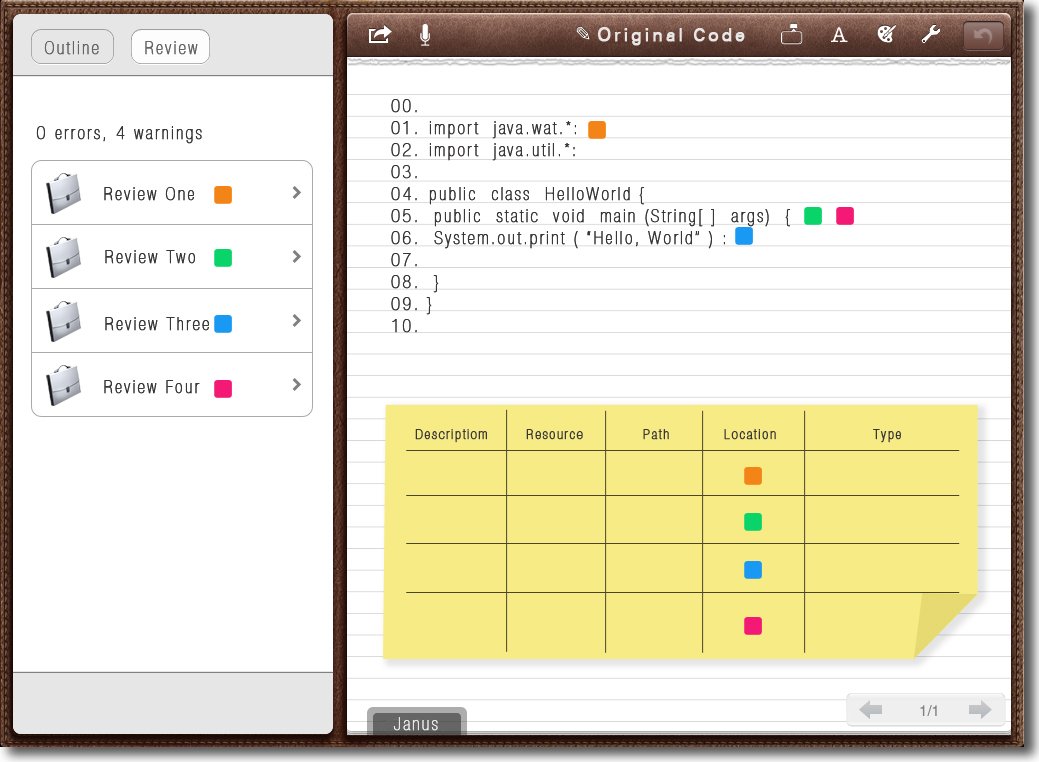 Outline Review
Original Code
A
0 errors, 4 warnings
Review One
Review Two
Review Three
Review Four
00.
01. import java.wat.*:
02. import java.util.*:
03.
04. public class HelloWorld {
05. public static void main (String[ ] args) {
06. System.out.print ( "Hello, World" ) :
07.
08. }
09. }
10.
Descriptiom Resource Path Location Type
Janus
1/1